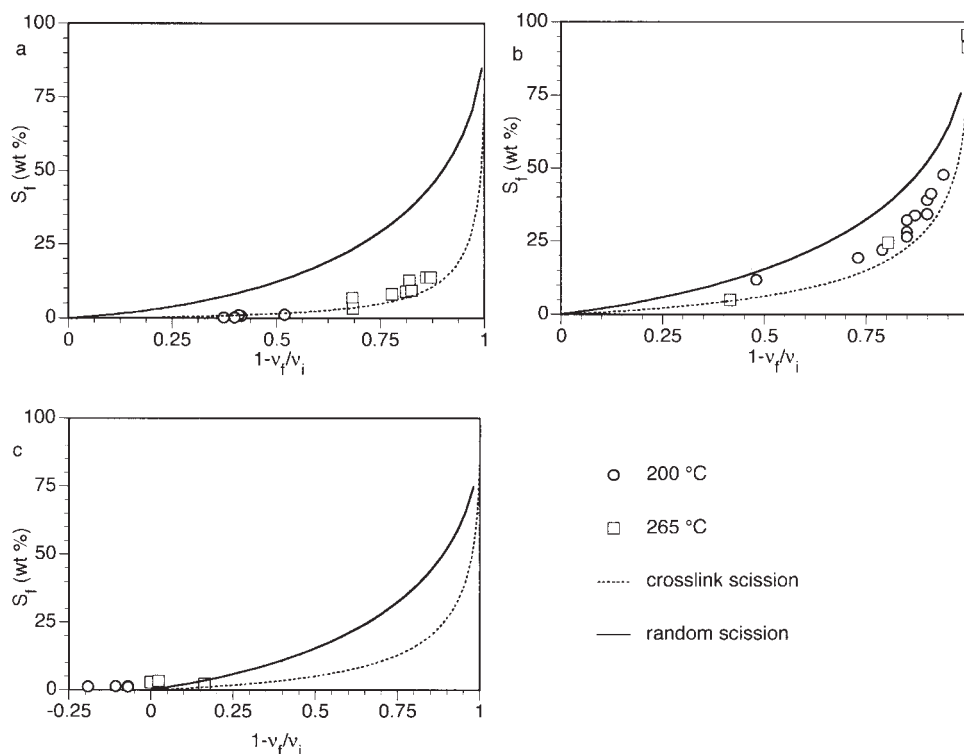 a
100
75
50
25
0
S_f (wt %)
0
0.25
0.5
0.75
1
1-ν_f/ν_i
b
100
75
50
25
0
S_f (wt %)
0
0.25
0.5
0.75
1-ν_f/ν_i
c
100
75
50
25
0
S_f (wt %)
-0.25
0
0.25
0.5
0.75
1
1-ν_f/ν_i
200 °C
265 °C
crosslink scission
random scission